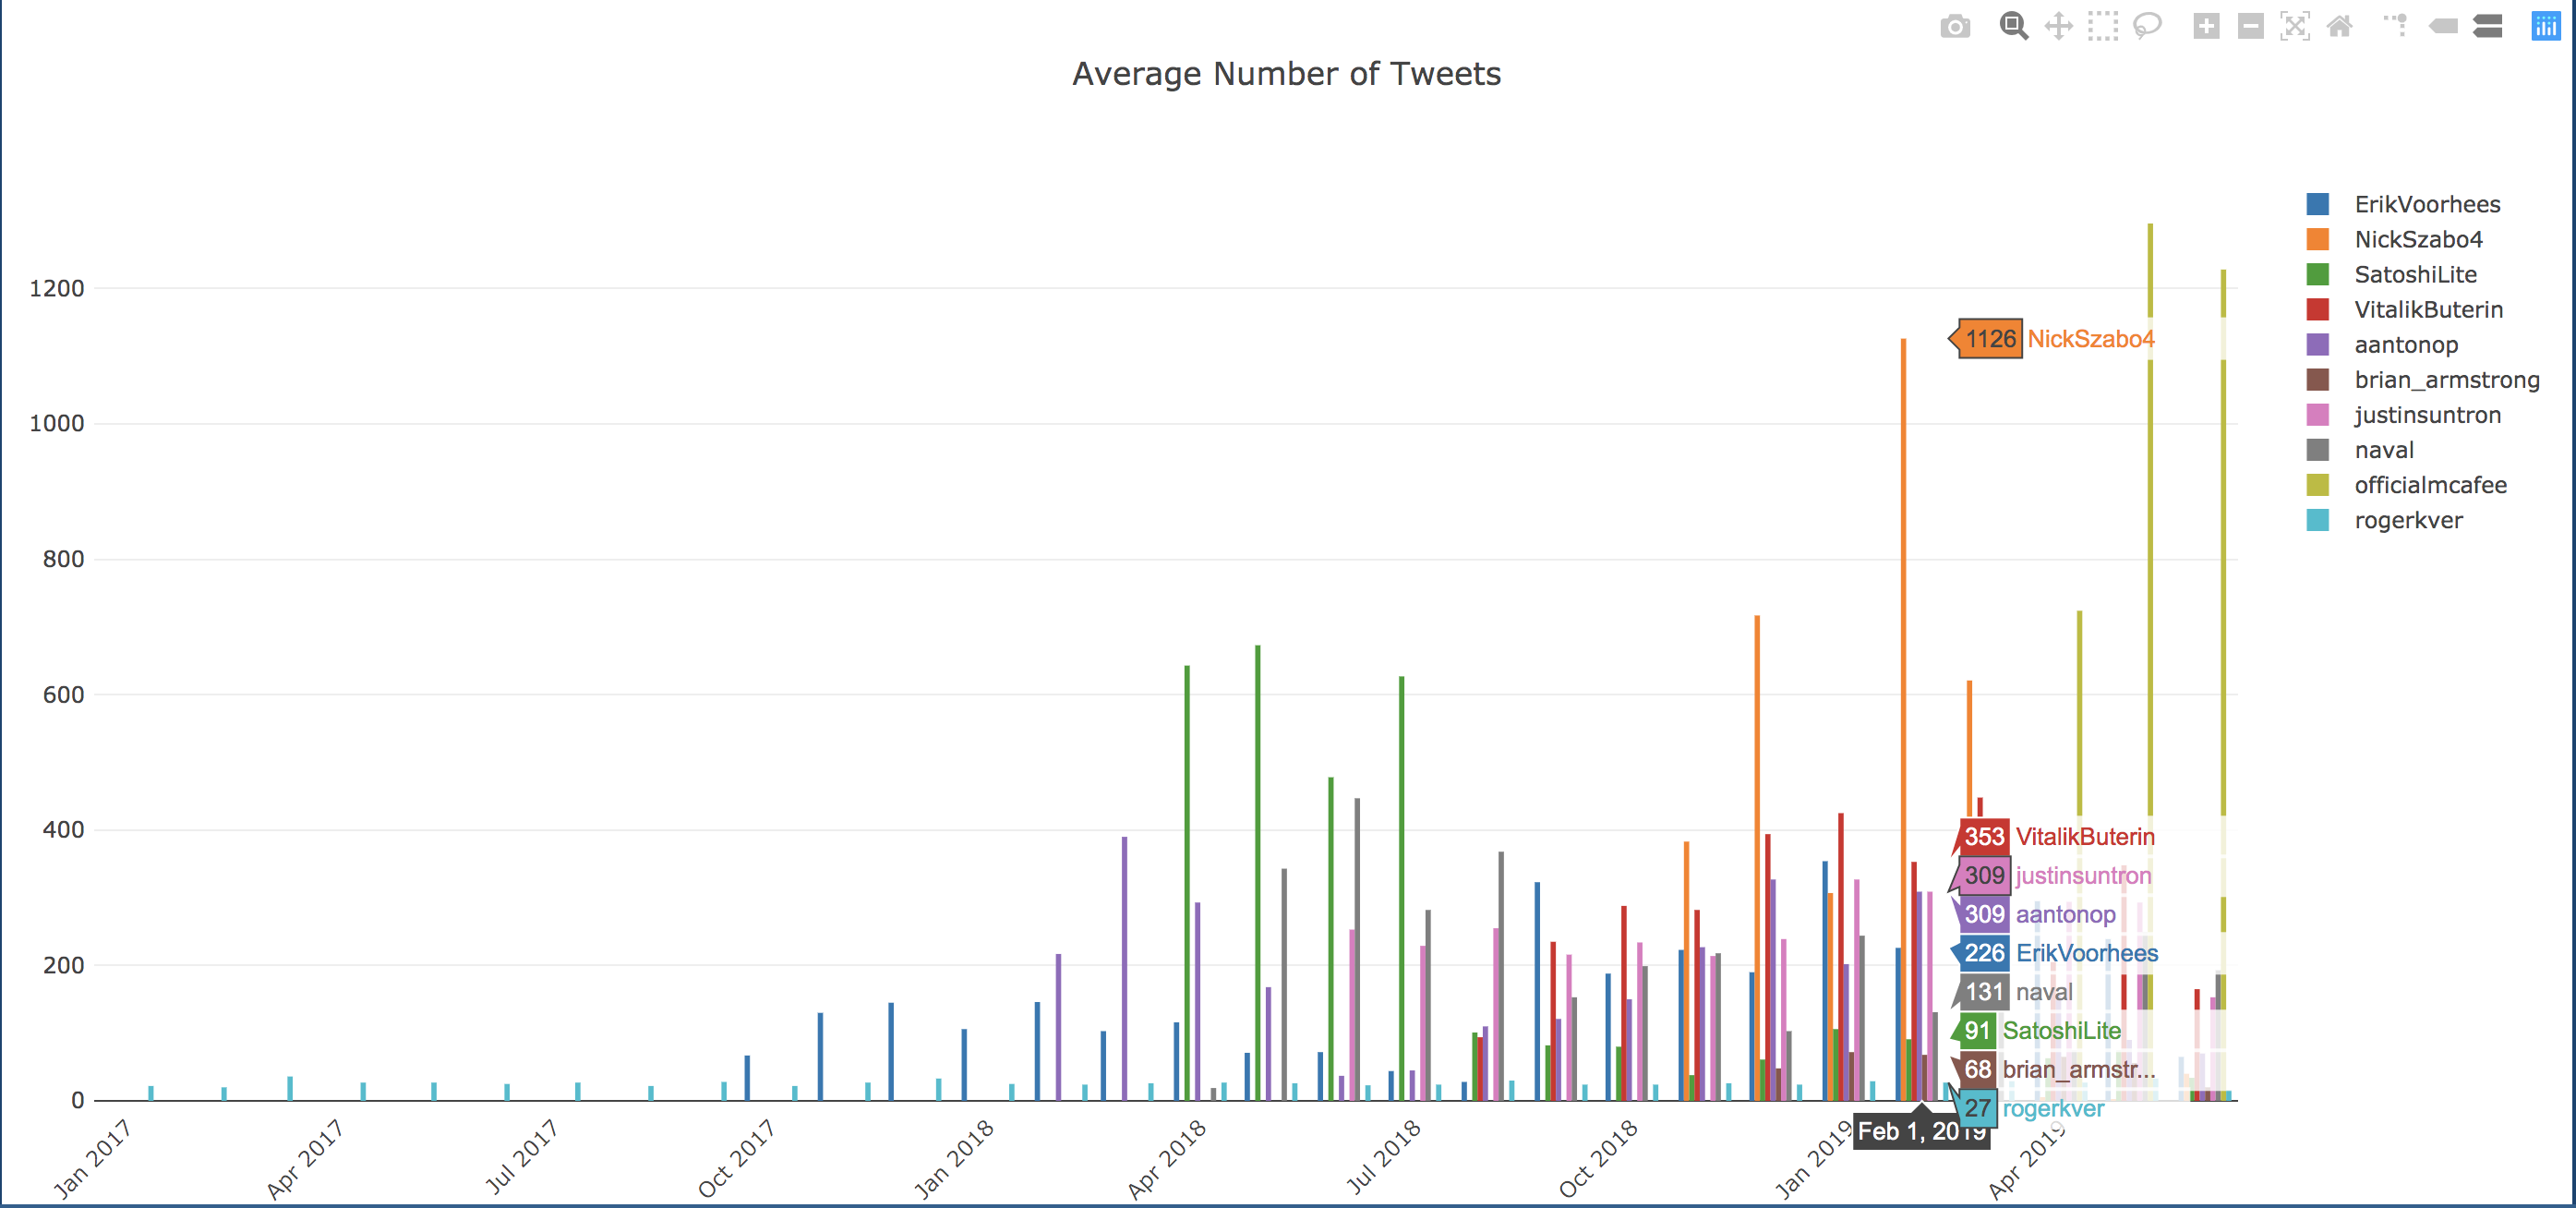 Average Number of Tweets
ErikVoorhees
NickSzabo4
SatoshiLite
VitalikButerin
aantonop
brian_armstrong
justinsuntron
naval
officialmcafee
rogerkver
1200
1000
800
600
400
200
0
1126 NickSzabo4
353 VitalikButerin
309 justinsuntron
309 aantonop
226 ErikVoorhees
131 naval
91 SatoshiLite
68 brian_armstr...
27 rogerkver
Feb 1, 2019
Jan 2017
Apr 2017
Jul 2017
Oct 2017
Jan 2018
Apr 2018
Jul 2018
Oct 2018
Jan 2019
Apr 2019